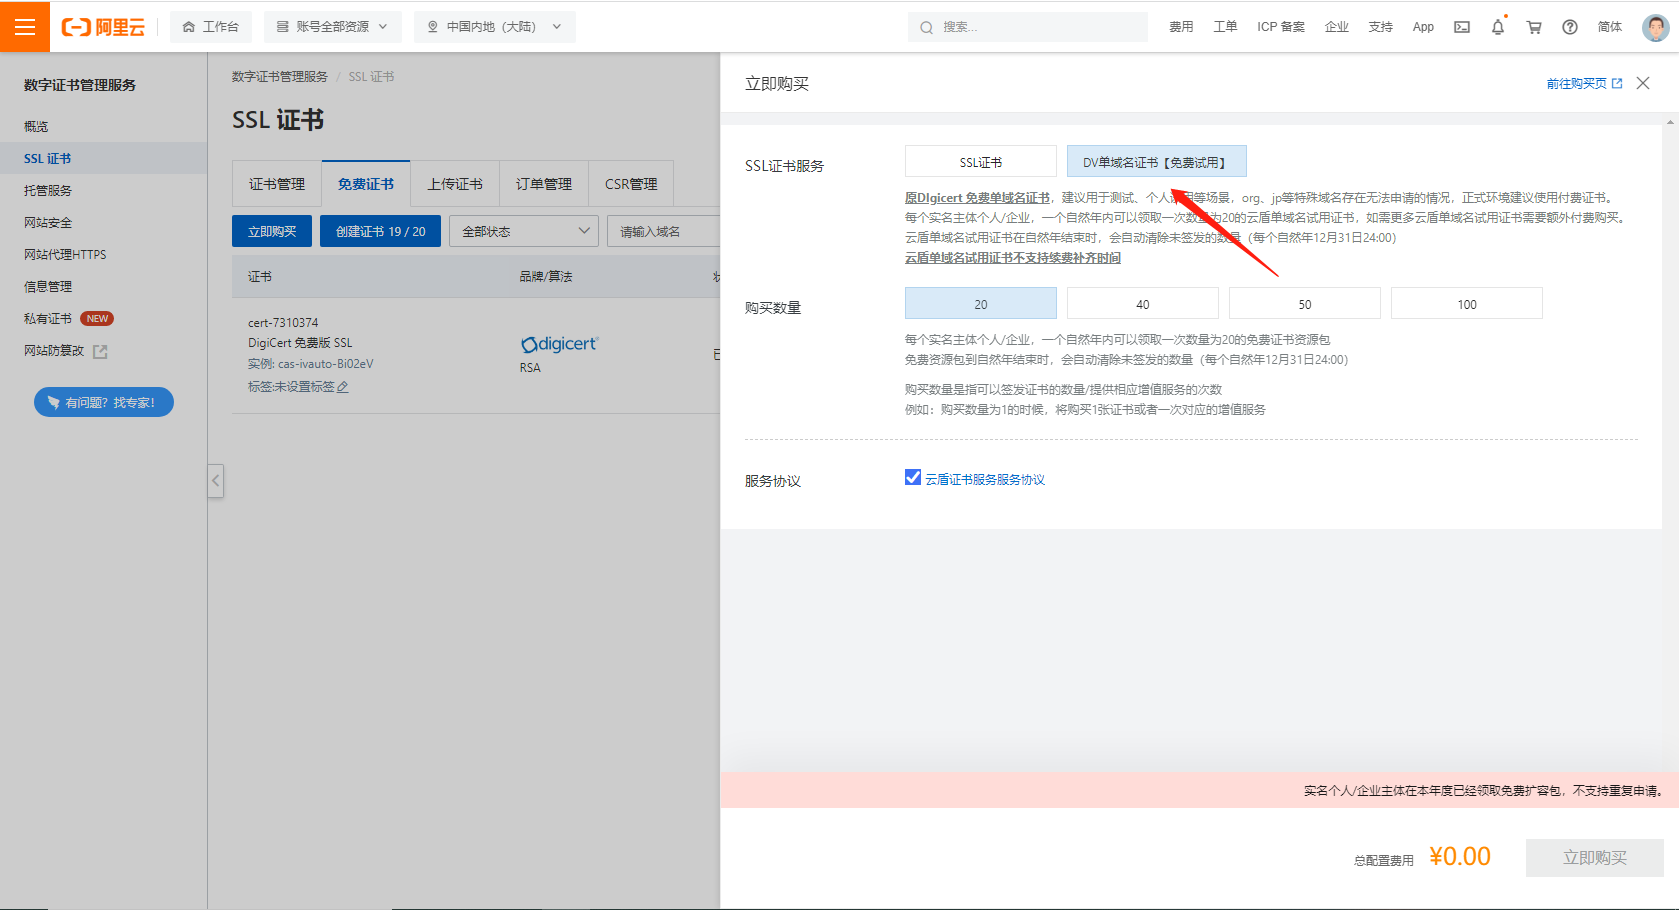 阿里云
工作台
账号全部资源
中国内地（大陆）
搜索...
费用
工单
ICP 备案
企业
支持
App
简体
数字证书管理服务
概览
SSL 证书
托管服务
网站安全
网站代理HTTPS
信息管理
私有证书 NEW
网站防篡改
有问题？找专家！
数字证书管理服务 / SSL 证书
SSL 证书
证书管理
免费证书
上传证书
订单管理
CSR管理
立即购买
创建证书 19 / 20
全部状态
请输入域名
证书
品牌/算法
cert-7310374
DigiCert 免费版 SSL
实例: cas-ivauto-Bi02eV
标签:未设置标签
digicert
RSA
立即购买
前往购买页
SSL证书服务
SSL证书
DV单域名证书【免费试用】
原DIgicert 免费单域名证书，建议用于测试、个人试用等场景，org、jp等特殊域名存在无法申请的情况，正式环境建议使用付费证书。
每个实名主体个人/企业，一个自然年内可以领取一次数量为20的云盾单域名试用证书，如需更多云盾单域名试用证书需要额外付费购买。
云盾单域名试用证书在自然年结束时，会自动清除未签发的数量（每个自然年12月31日24:00）
云盾单域名试用证书不支持续费补齐时间
购买数量
20
40
50
100
每个实名主体个人/企业，一个自然年内可以领取一次数量为20的免费证书资源包
免费资源包到自然年结束时，会自动清除未签发的数量（每个自然年12月31日24:00）
购买数量是指可以签发证书的数量/提供相应增值服务的次数
例如：购买数量为1的时候，将购买1张证书或者一次对应的增值服务
服务协议
云盾证书服务服务协议
实名个人/企业主体在本年度已经领取免费扩容包，不支持重复申请。
总配置费用 ¥0.00
立即购买